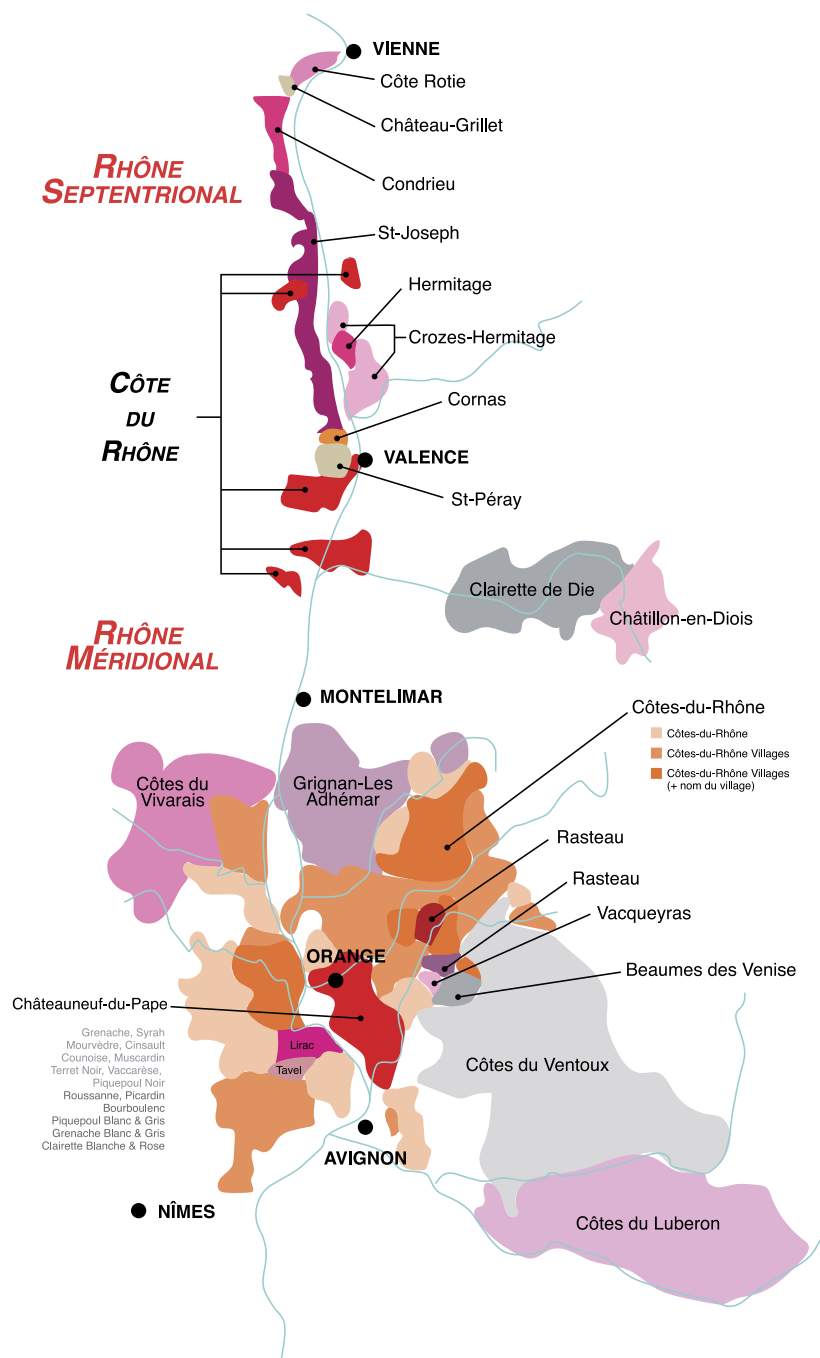 VIENNE
Côte Rotie
Château-Grillet
RHÔNE
SEPTENTRIONAL
Condrieu
St-Joseph
Hermitage
Crozes-Hermitage
CÔTE
DU
RHÔNE
Cornas
VALENCE
St-Péray
Clairette de Die
Châtillon-en-Diois
RHÔNE
MÉRIDIONAL
MONTELIMAR
Côtes-du-Rhône
Côtes-du-Rhône
Côtes-du-Rhône Villages
Côtes-du-Rhône Villages
(+ nom du village)
Côtes du
Vivarais
Grignan-Les
Adhémar
Rasteau
Rasteau
Vacqueyras
ORANGE
Beaumes des Venise
Châteauneuf-du-Pape
Grenache, Syrah
Mourvèdre, Cinsault
Counoise, Muscardin
Terret Noir, Vaccarèse,
Piquepoul Noir
Roussanne, Picardin
Bourboulenc
Piquepoul Blanc & Gris
Grenache Blanc & Gris
Clairette Blanche & Rose
Lirac
Tavel
Côtes du Ventoux
AVIGNON
NÎMES
Côtes du Luberon